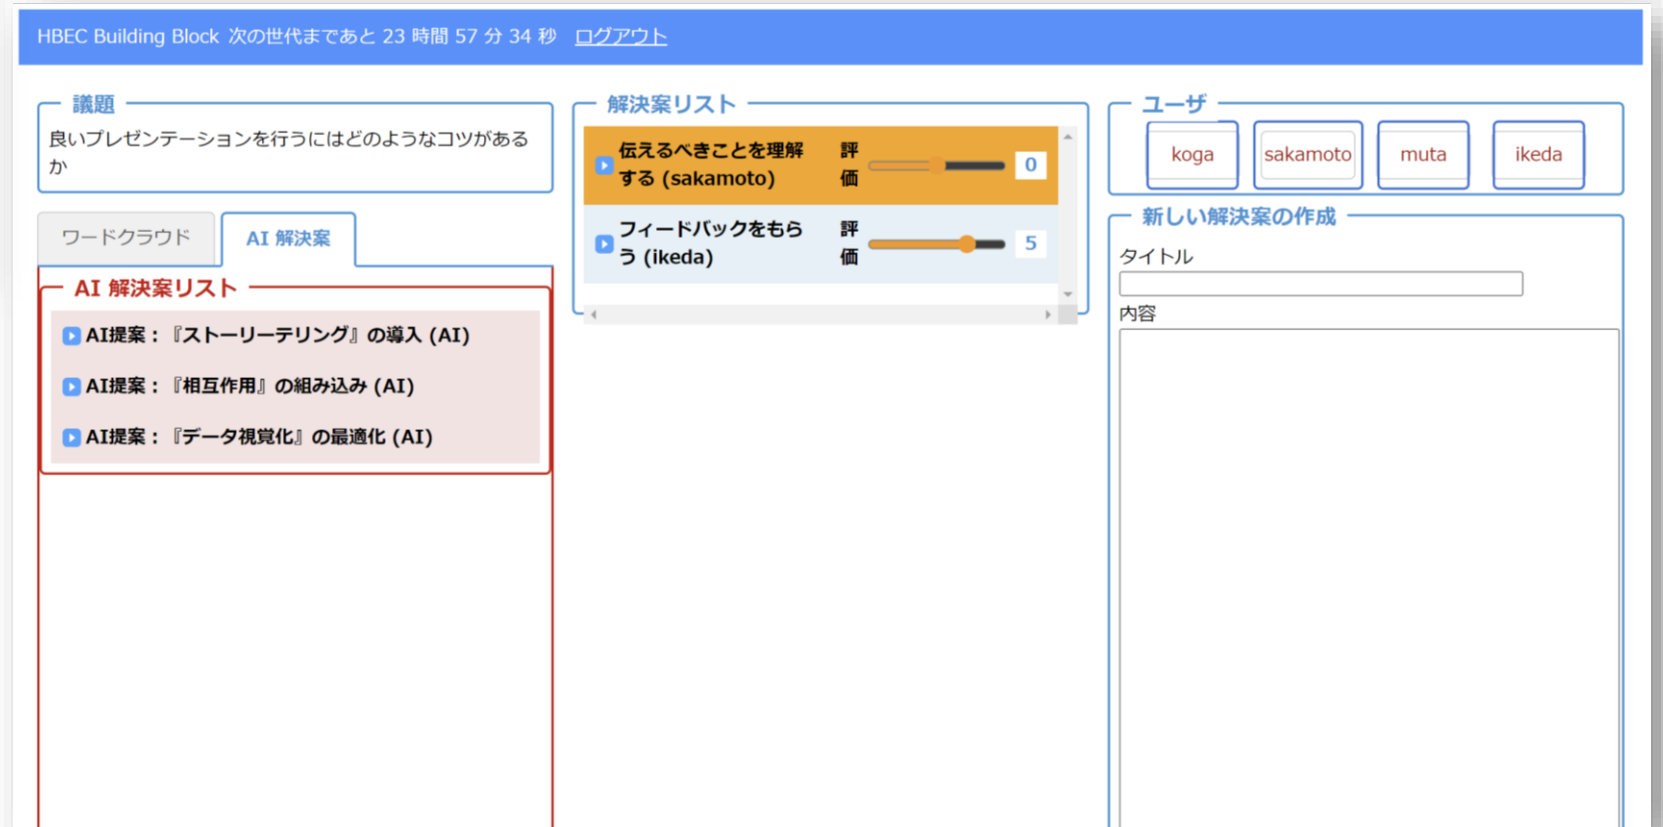 HBEC Building Block 次の世代まであと 23 時間 57 分 34 秒 ログアウト
議題
良いプレゼンテーションを行うにはどのようなコツがある
か
ワードクラウド
AI 解決案
AI 解決案リスト
AI提案：『ストーリーテリング』の導入 (AI)
AI提案：『相互作用』の組み込み (AI)
AI提案：『データ視覚化』の最適化 (AI)
解決案リスト
伝えるべきことを理解
する (sakamoto)
評
価
0
フィードバックをもら
う (ikeda)
評
価
5
ユーザ
koga
sakamoto
muta
ikeda
新しい解決案の作成
タイトル
内容